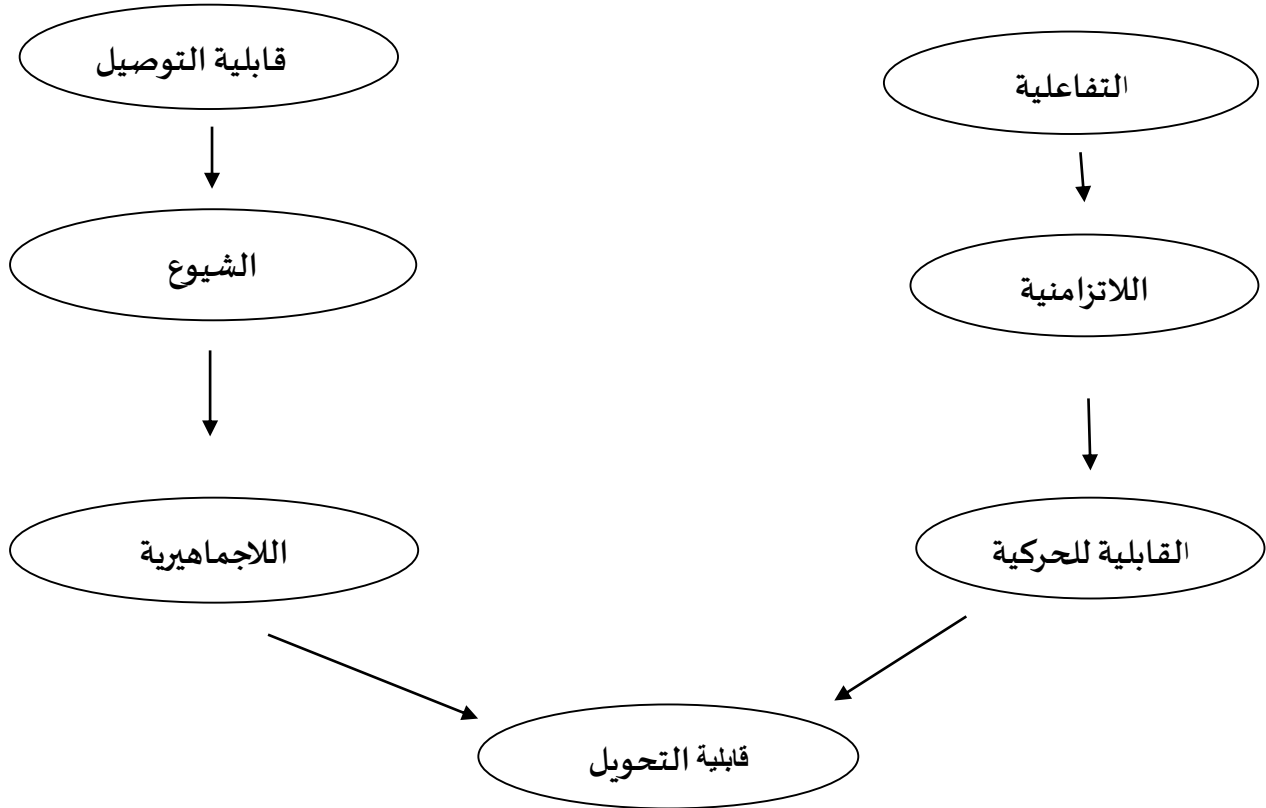 التفاعلية
قابلية التوصيل
اللاتزامنية
الشيوع
القابلية للحركية
اللاجماهيرية
قابلية التحويل